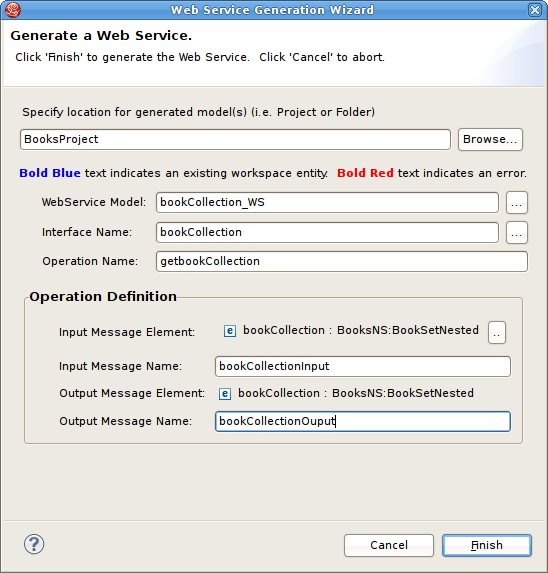 Web Service Generation Wizard
Generate a Web Service.
Click 'Finish' to generate the Web Service.  Click 'Cancel' to abort.
Specify location for generated model(s) (i.e. Project or Folder)
BooksProject Browse...
Bold Blue text indicates an existing workspace entity.  Bold Red text indicates an error.
WebService Model: bookCollection_WS ...
Interface Name: bookCollection ...
Operation Name: getbookCollection
Operation Definition
Input Message Element: e bookCollection : BooksNS:BookSetNested ..
Input Message Name: bookCollectionInput
Output Message Element: e bookCollection : BooksNS:BookSetNested
Output Message Name: bookCollectionOuput
? Cancel Finish